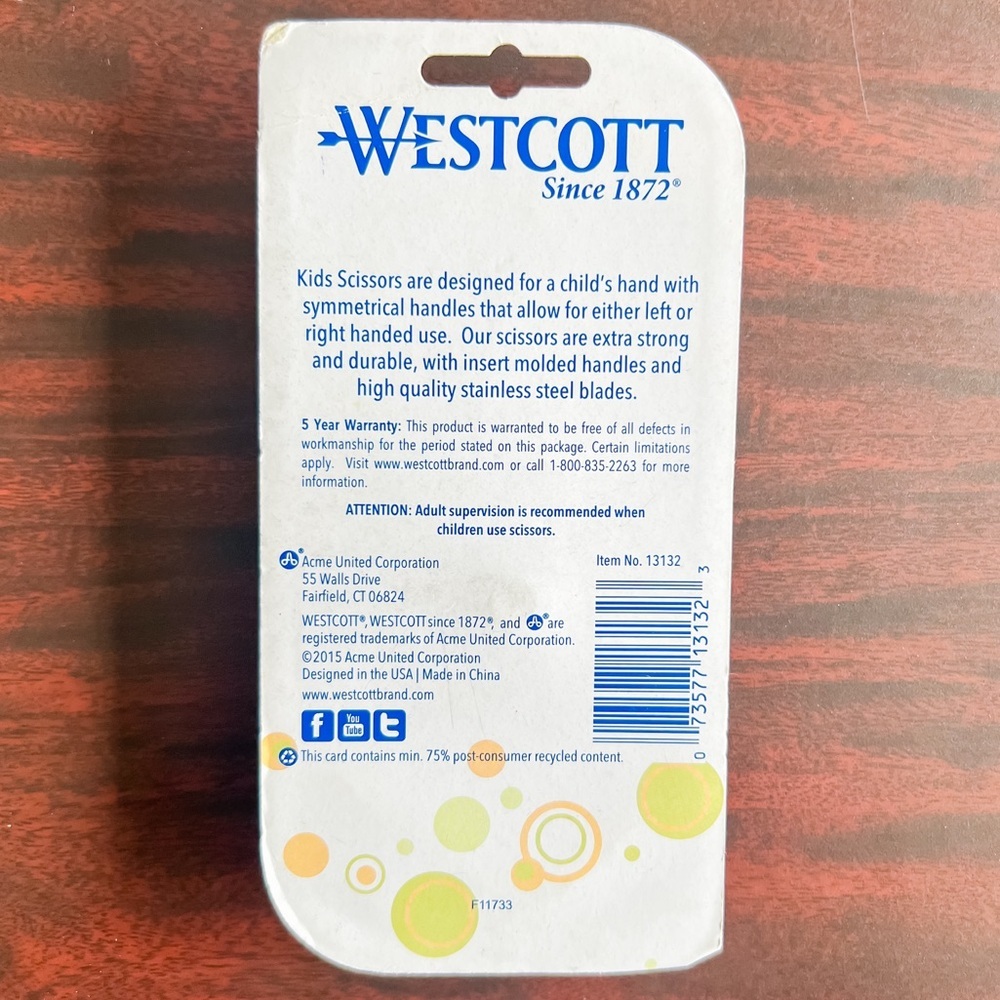 WESTCOTT
Since 1872®
Kids Scissors are designed for a child's hand with
symmetrical handles that allow for either left or
right handed use. Our scissors are extra strong
and durable, with insert molded handles and
high quality stainless steel blades.
5 Year Warranty: This product is warranted to be free of all defects in
workmanship for the period stated on this package. Certain limitations
apply. Visit www.westcottbrand.com or call 1-800-835-2263 for more
information.
ATTENTION: Adult supervision is recommended when
children use scissors.
® Acme United Corporation
55 Walls Drive
Fairfield, CT 06824
WESTCOTT®, WESTCOTT since 1872®, and ® are
registered trademarks of Acme United Corporation.
©2015 Acme United Corporation
Designed in the USA | Made in China
www.westcottbrand.com
f You Tube t
This card contains min. 75% post-consumer recycled content.
Item No. 13132
0 73577 13132 3
F11733